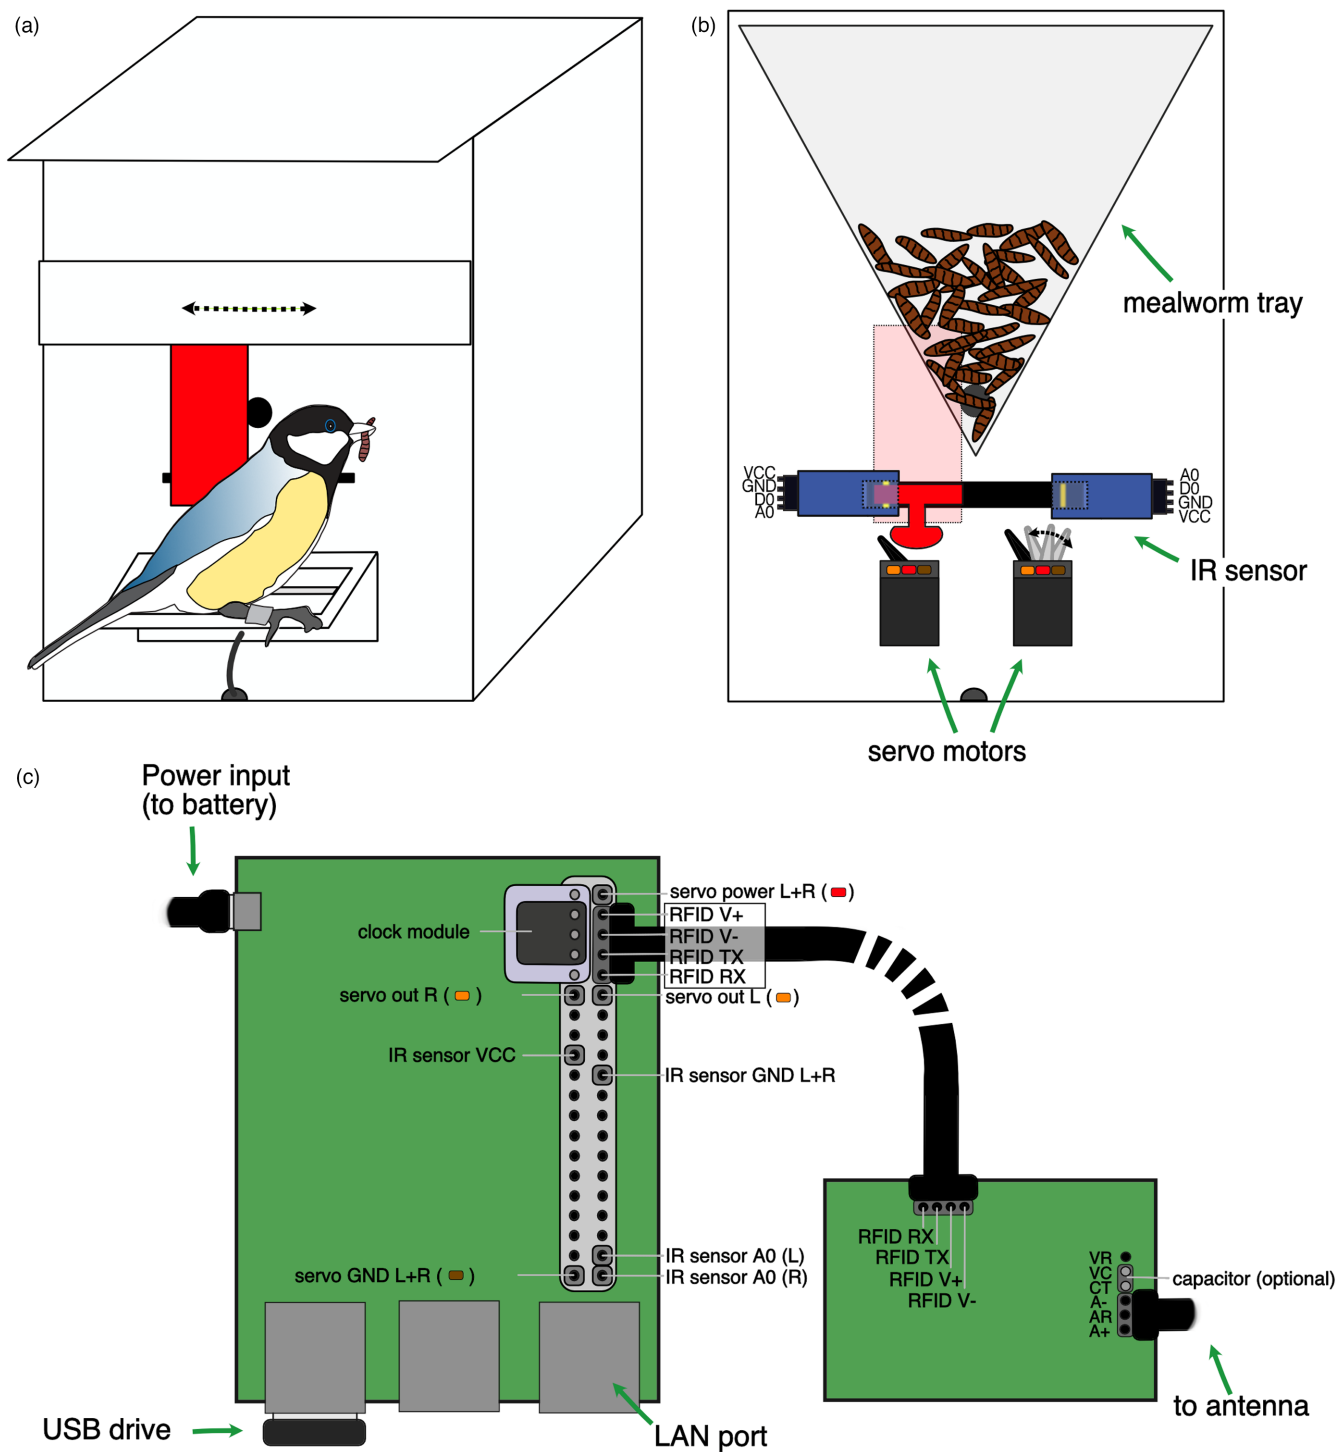 (a)
(b)
mealworm tray
VCC
GND
D0
A0
A0
D0
GND
VCC
IR sensor
servo motors
(c)
Power input
(to battery)
servo power L+R ( )
RFID V+
clock module
RFID V-
RFID TX
RFID RX
servo out R ( )
servo out L ( )
IR sensor VCC
IR sensor GND L+R
RFID RX
RFID TX
RFID V+
RFID V-
VR
VC
CT
A-
AR
A+
capacitor (optional)
IR sensor A0 (L)
servo GND L+R ( )
IR sensor A0 (R)
to antenna
USB drive
LAN port